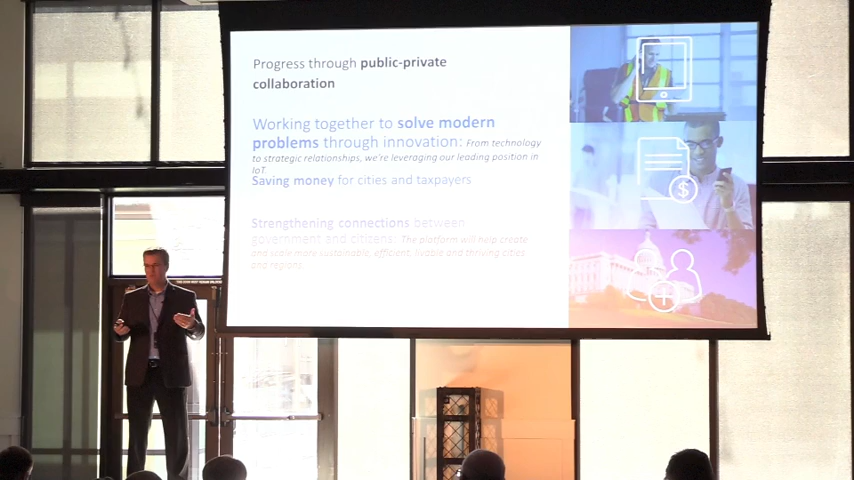 Progress through public-private
collaboration
Working together to solve modern
problems through innovation: From technology
to strategic relationships, we're leveraging our leading position in
IoT.
Saving money for cities and taxpayers
Strengthening connections between
government and citizens: The platform will help create
and scale more sustainable, efficient, livable and thriving cities
and regions.
$